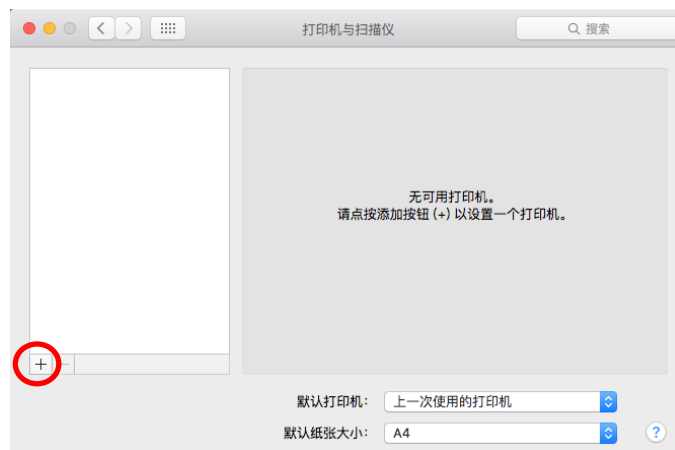 打印机与扫描仪
搜索
无可用打印机。
请点按添加按钮 (+) 以设置一个打印机。
+ −
默认打印机: 上一次使用的打印机
默认纸张大小: A4
?